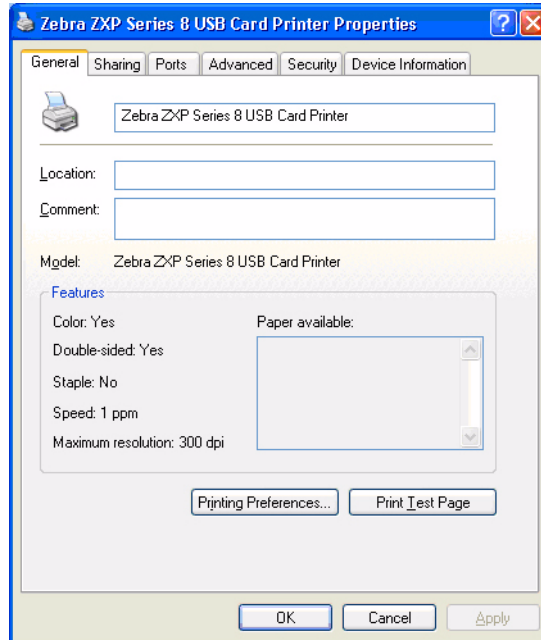 Zebra ZXP Series 8 USB Card Printer Properties
General Sharing Ports Advanced Security Device Information
Zebra ZXP Series 8 USB Card Printer
Location:
Comment:
Model: Zebra ZXP Series 8 USB Card Printer
Features
Color: Yes Paper available:
Double-sided: Yes
Staple: No
Speed: 1 ppm
Maximum resolution: 300 dpi
Printing Preferences... Print Test Page
OK Cancel Apply